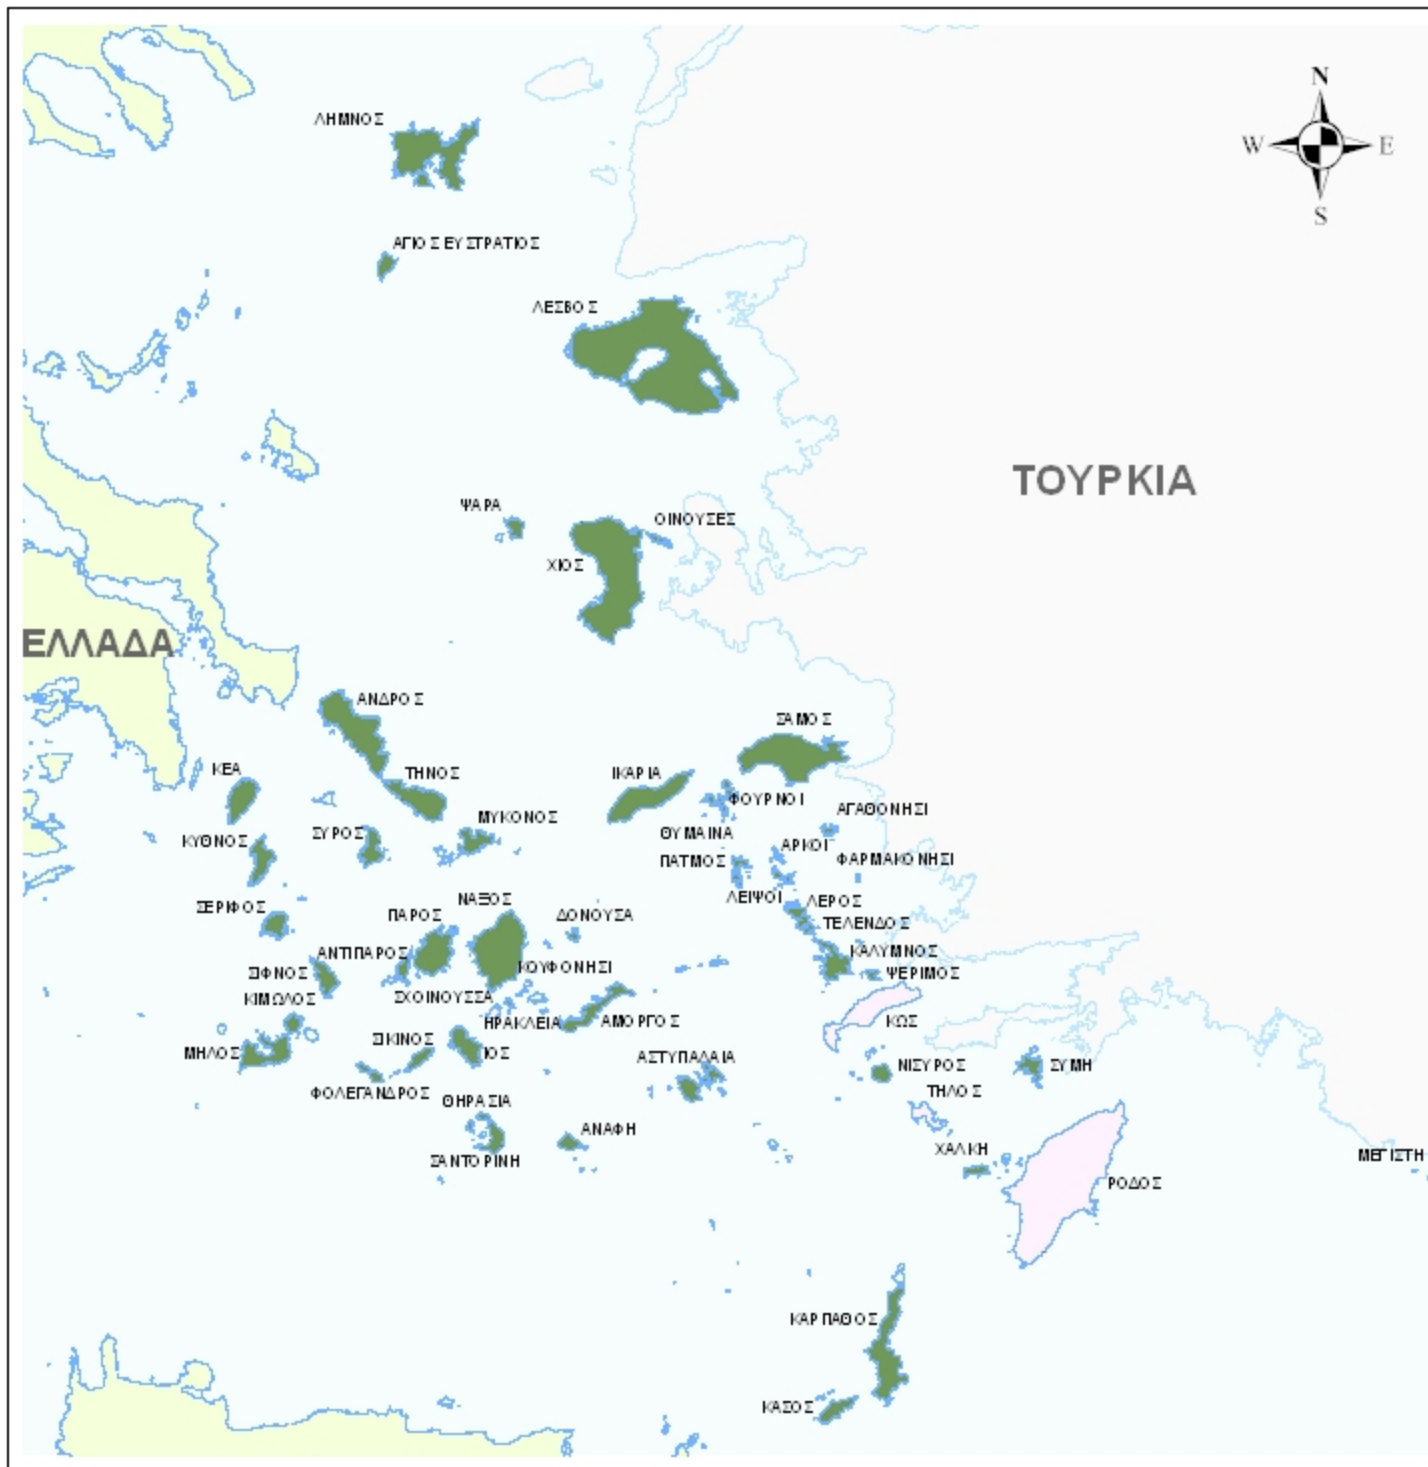 N
W
E
S
ΛΗΜΝΟΣ
ΑΓΙΟΣ ΕΥΣΤΡΑΤΙΟΣ
ΛΕΣΒΟΣ
ΤΟΥΡΚΙΑ
ΨΑΡΑ
ΟΙΝΟΥΣΕΣ
ΧΙΟΣ
ΕΛΛΑΔΑ
ΑΝΔΡΟΣ
ΣΑΜΟΣ
ΚΕΑ
ΤΗΝΟΣ
ΙΚΑΡΙΑ
ΦΟΥΡΝΟΙ
ΑΓΑΘΟΝΗΣΙ
ΜΥΚΟΝΟΣ
ΣΥΡΟΣ
ΘΥΜΑΙΝΑ
ΚΥΘΝΟΣ
ΑΡΚΟΙ
ΠΑΤΜΟΣ
ΦΑΡΜΑΚΟΝΗΣΙ
ΛΕΙΨΟΙ
ΛΕΡΟΣ
ΣΕΡΙΦΟΣ
ΝΑΞΟΣ
ΠΑΡΟΣ
ΔΟΝΟΥΣΑ
ΤΕΛΕΝΔΟΣ
ΑΝΤΙΠΑΡΟΣ
ΚΑΛΥΜΝΟΣ
ΣΙΦΝΟΣ
ΚΟΥΦΟΝΗΣΙ
ΨΕΡΙΜΟΣ
ΚΙΜΩΛΟΣ
ΣΧΟΙΝΟΥΣΣΑ
ΗΡΑΚΛΕΙΑ
ΑΜΟΡΓΟΣ
ΚΩΣ
ΣΙΚΙΝΟΣ
ΜΗΛΟΣ
ΙΟΣ
ΑΣΤΥΠΑΛΑΙΑ
ΝΙΣΥΡΟΣ
ΣΥΜΗ
ΦΟΛΕΓΑΝΔΡΟΣ
ΤΗΛΟΣ
ΘΗΡΑΣΙΑ
ΑΝΑΦΗ
ΧΑΛΚΗ
ΣΑΝΤΟΡΙΝΗ
ΜΕΓΙΣΤΗ
ΡΟΔΟΣ
ΚΑΡΠΑΘΟΣ
ΚΑΣΟΣ